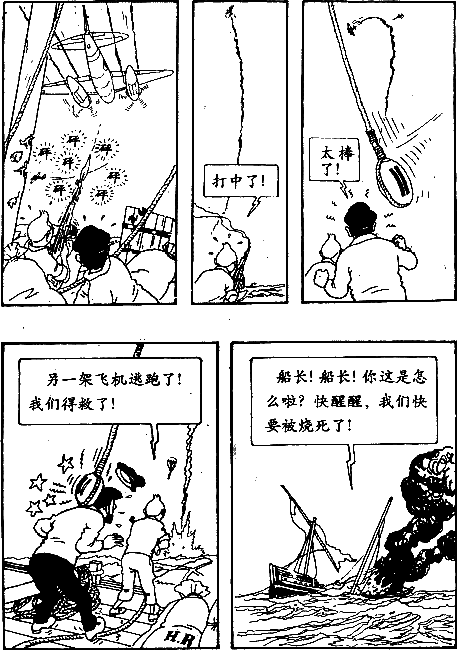 砰
砰
砰
砰
砰
砰
打中了!
太棒
了!
另一架飞机逃跑了!
我们得救了!
H.R
船长!船长!你这是怎
么啦?快醒醒,我们快
要被烧死了!